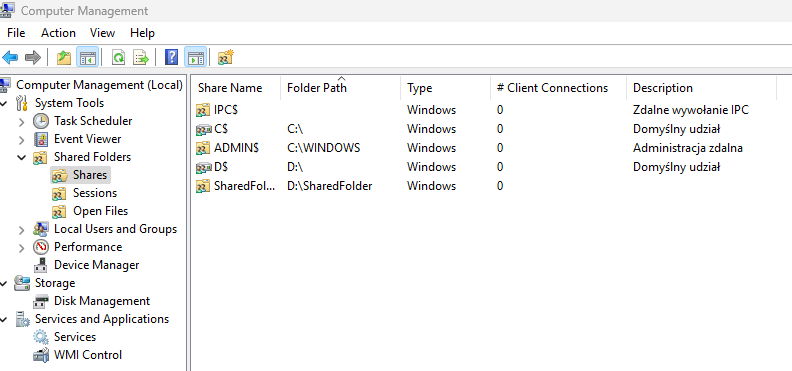 Computer Management
File Action View Help
Computer Management (Local)
System Tools
Task Scheduler
Event Viewer
Shared Folders
Shares
Sessions
Open Files
Local Users and Groups
Performance
Device Manager
Storage
Disk Management
Services and Applications
Services
WMI Control
Share Name Folder Path Type # Client Connections Description
IPC$ Windows 0 Zdalne wywołanie IPC
C$ C:\ Windows 0 Domyślny udział
ADMIN$ C:\WINDOWS Windows 0 Administracja zdalna
D$ D:\ Windows 0 Domyślny udział
SharedFol... D:\SharedFolder Windows 0